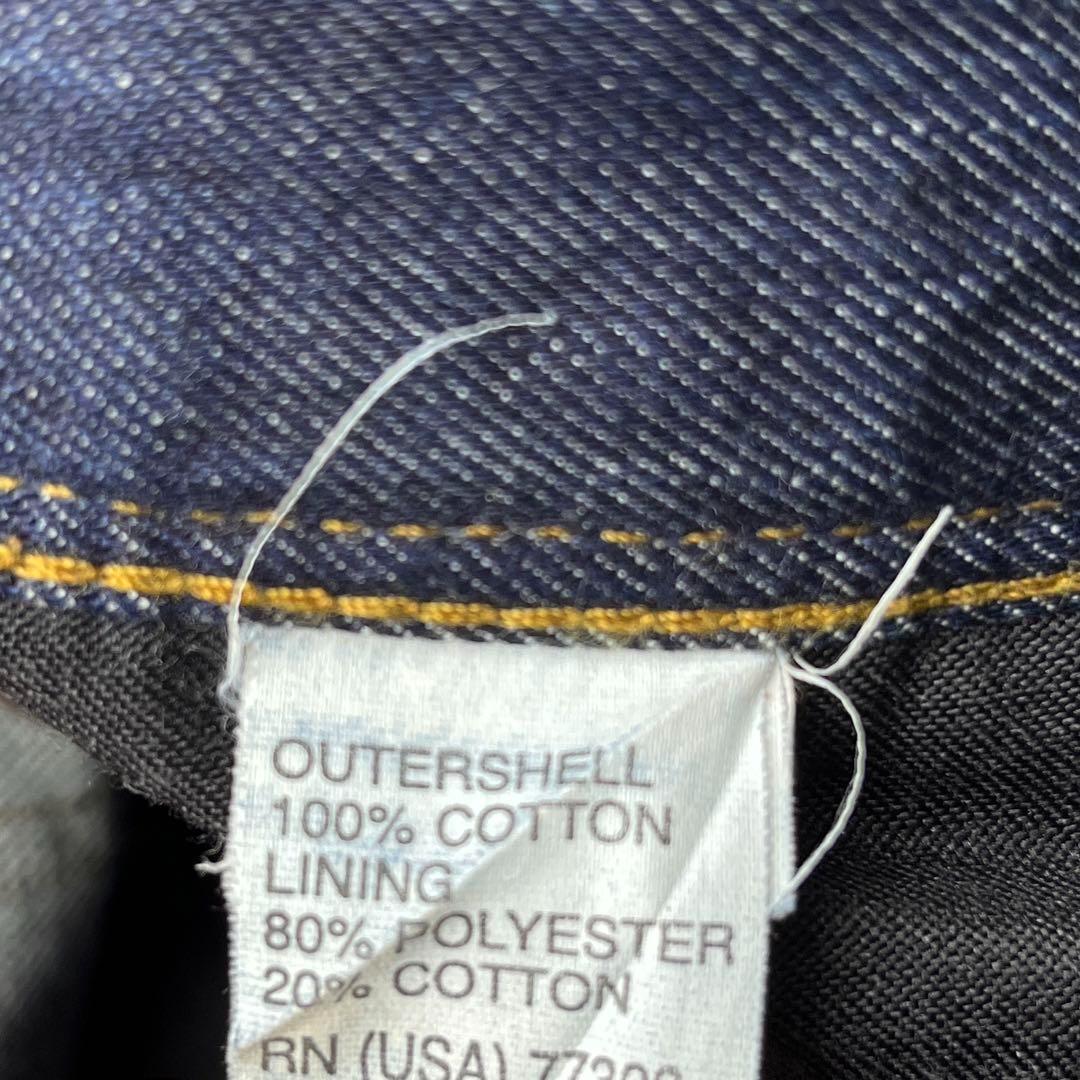 OUTERSHELL
100% COTTON
LINING
80% POLYESTER
20% COTTON
RN (USA)